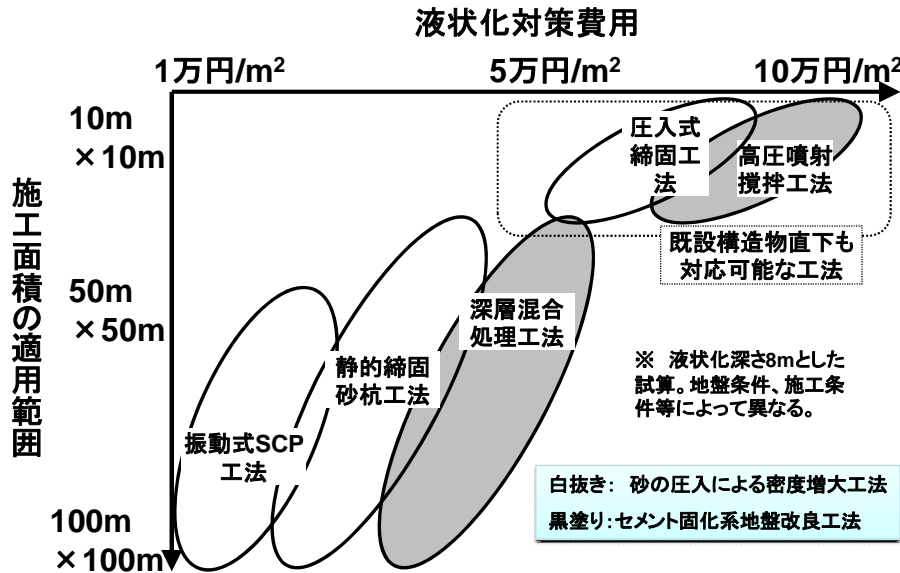 液状化対策費用
1万円/m²
5万円/m²
10万円/m²
施工面積の適用範囲
10m
×10m
50m
×50m
100m
×100m
圧入式
締固工
法
高圧噴射
撹拌工法
既設構造物直下も
対応可能な工法
深層混合
処理工法
静的締固
砂杭工法
振動式SCP
工法
※ 液状化深さ8mとした
試算。地盤条件、施工条
件等によって異なる。
白抜き： 砂の圧入による密度増大工法
黒塗り：セメント固化系地盤改良工法